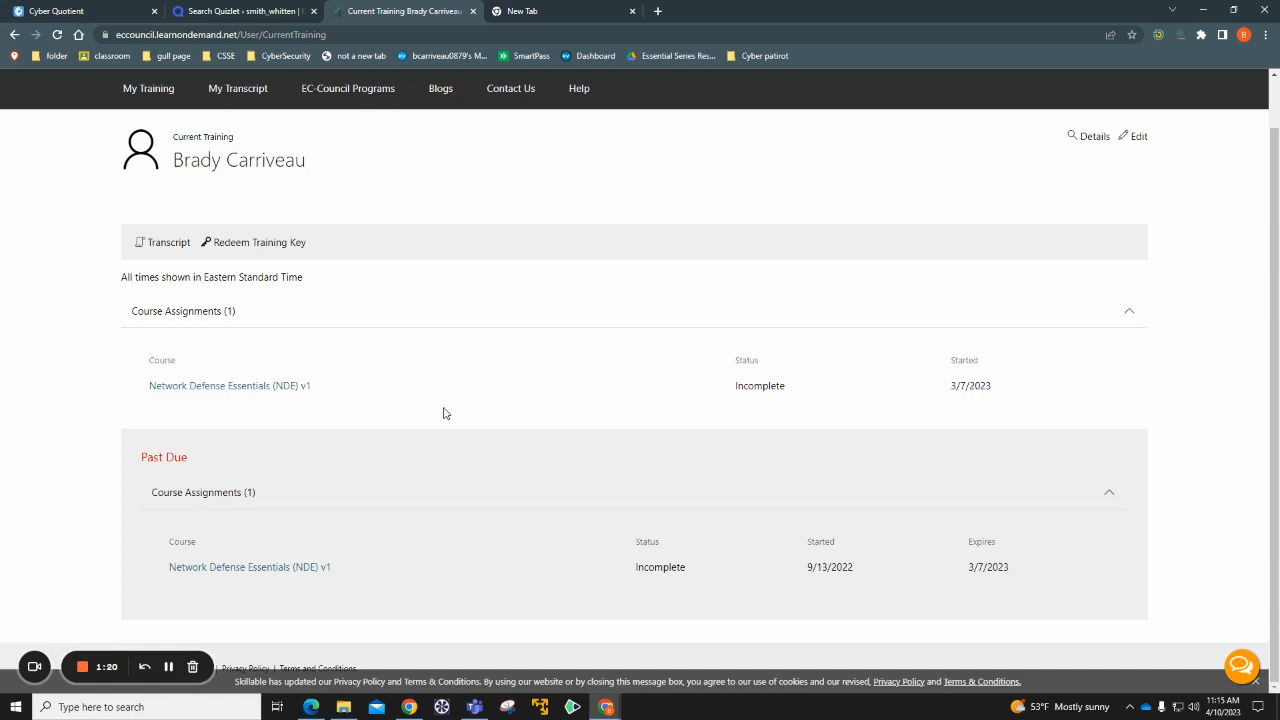 Cyber Quotient
Search Quizlet › smith_whitten |
Current Training Brady Carriveau
New Tab
eccouncil.learnondemand.net/User/CurrentTraining
B
folder
classroom
gull page
CSSE
CyberSecurity
not a new tab
bcarriveau0879's M...
SmartPass
Dashboard
Essential Series Res...
Cyber patirot
My Training
My Transcript
EC-Council Programs
Blogs
Contact Us
Help
Current Training
Brady Carriveau
Details
Edit
Transcript
Redeem Training Key
All times shown in Eastern Standard Time
Course Assignments (1)
Course Status Started
Network Defense Essentials (NDE) v1 Incomplete 3/7/2023
Past Due
Course Assignments (1)
Course Status Started Expires
Network Defense Essentials (NDE) v1 Incomplete 9/13/2022 3/7/2023
1:20
| Privacy Policy | Terms and Conditions
Skillable has updated our Privacy Policy and Terms & Conditions. By using our website or by closing this message box, you agree to our use of cookies and our revised, Privacy Policy and Terms & Conditions.
Type here to search
53°F Mostly sunny
11:15 AM
4/10/2023